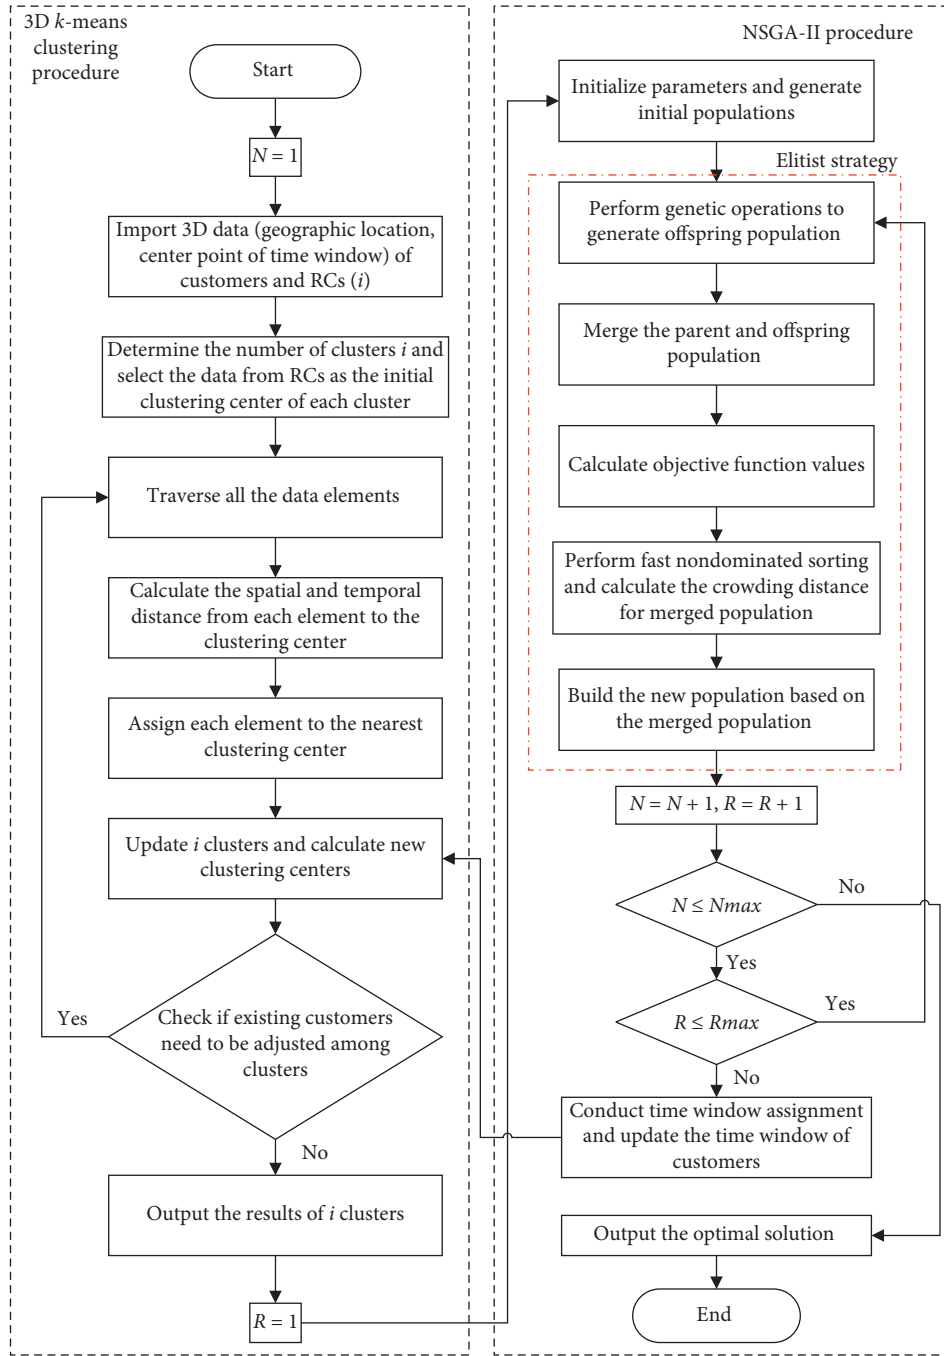 3D k-means
clustering
procedure
Start
N = 1
Import 3D data (geographic location,
center point of time window) of
customers and RCs (i)
Determine the number of clusters i and
select the data from RCs as the initial
clustering center of each cluster
Traverse all the data elements
Calculate the spatial and temporal
distance from each element to the
clustering center
Assign each element to the nearest
clustering center
Update i clusters and calculate new
clustering centers
Yes
Check if existing customers
need to be adjusted among
clusters
No
Output the results of i clusters
R = 1
NSGA-II procedure
Initialize parameters and generate
initial populations
Elitist strategy
Perform genetic operations to
generate offspring population
Merge the parent and offspring
population
Calculate objective function values
Perform fast nondominated sorting
and calculate the crowding distance
for merged population
Build the new population based on
the merged population
N = N + 1, R = R + 1
No
N ≤ Nmax
Yes
Yes
R ≤ Rmax
No
Conduct time window assignment
and update the time window of
customers
Output the optimal solution
End